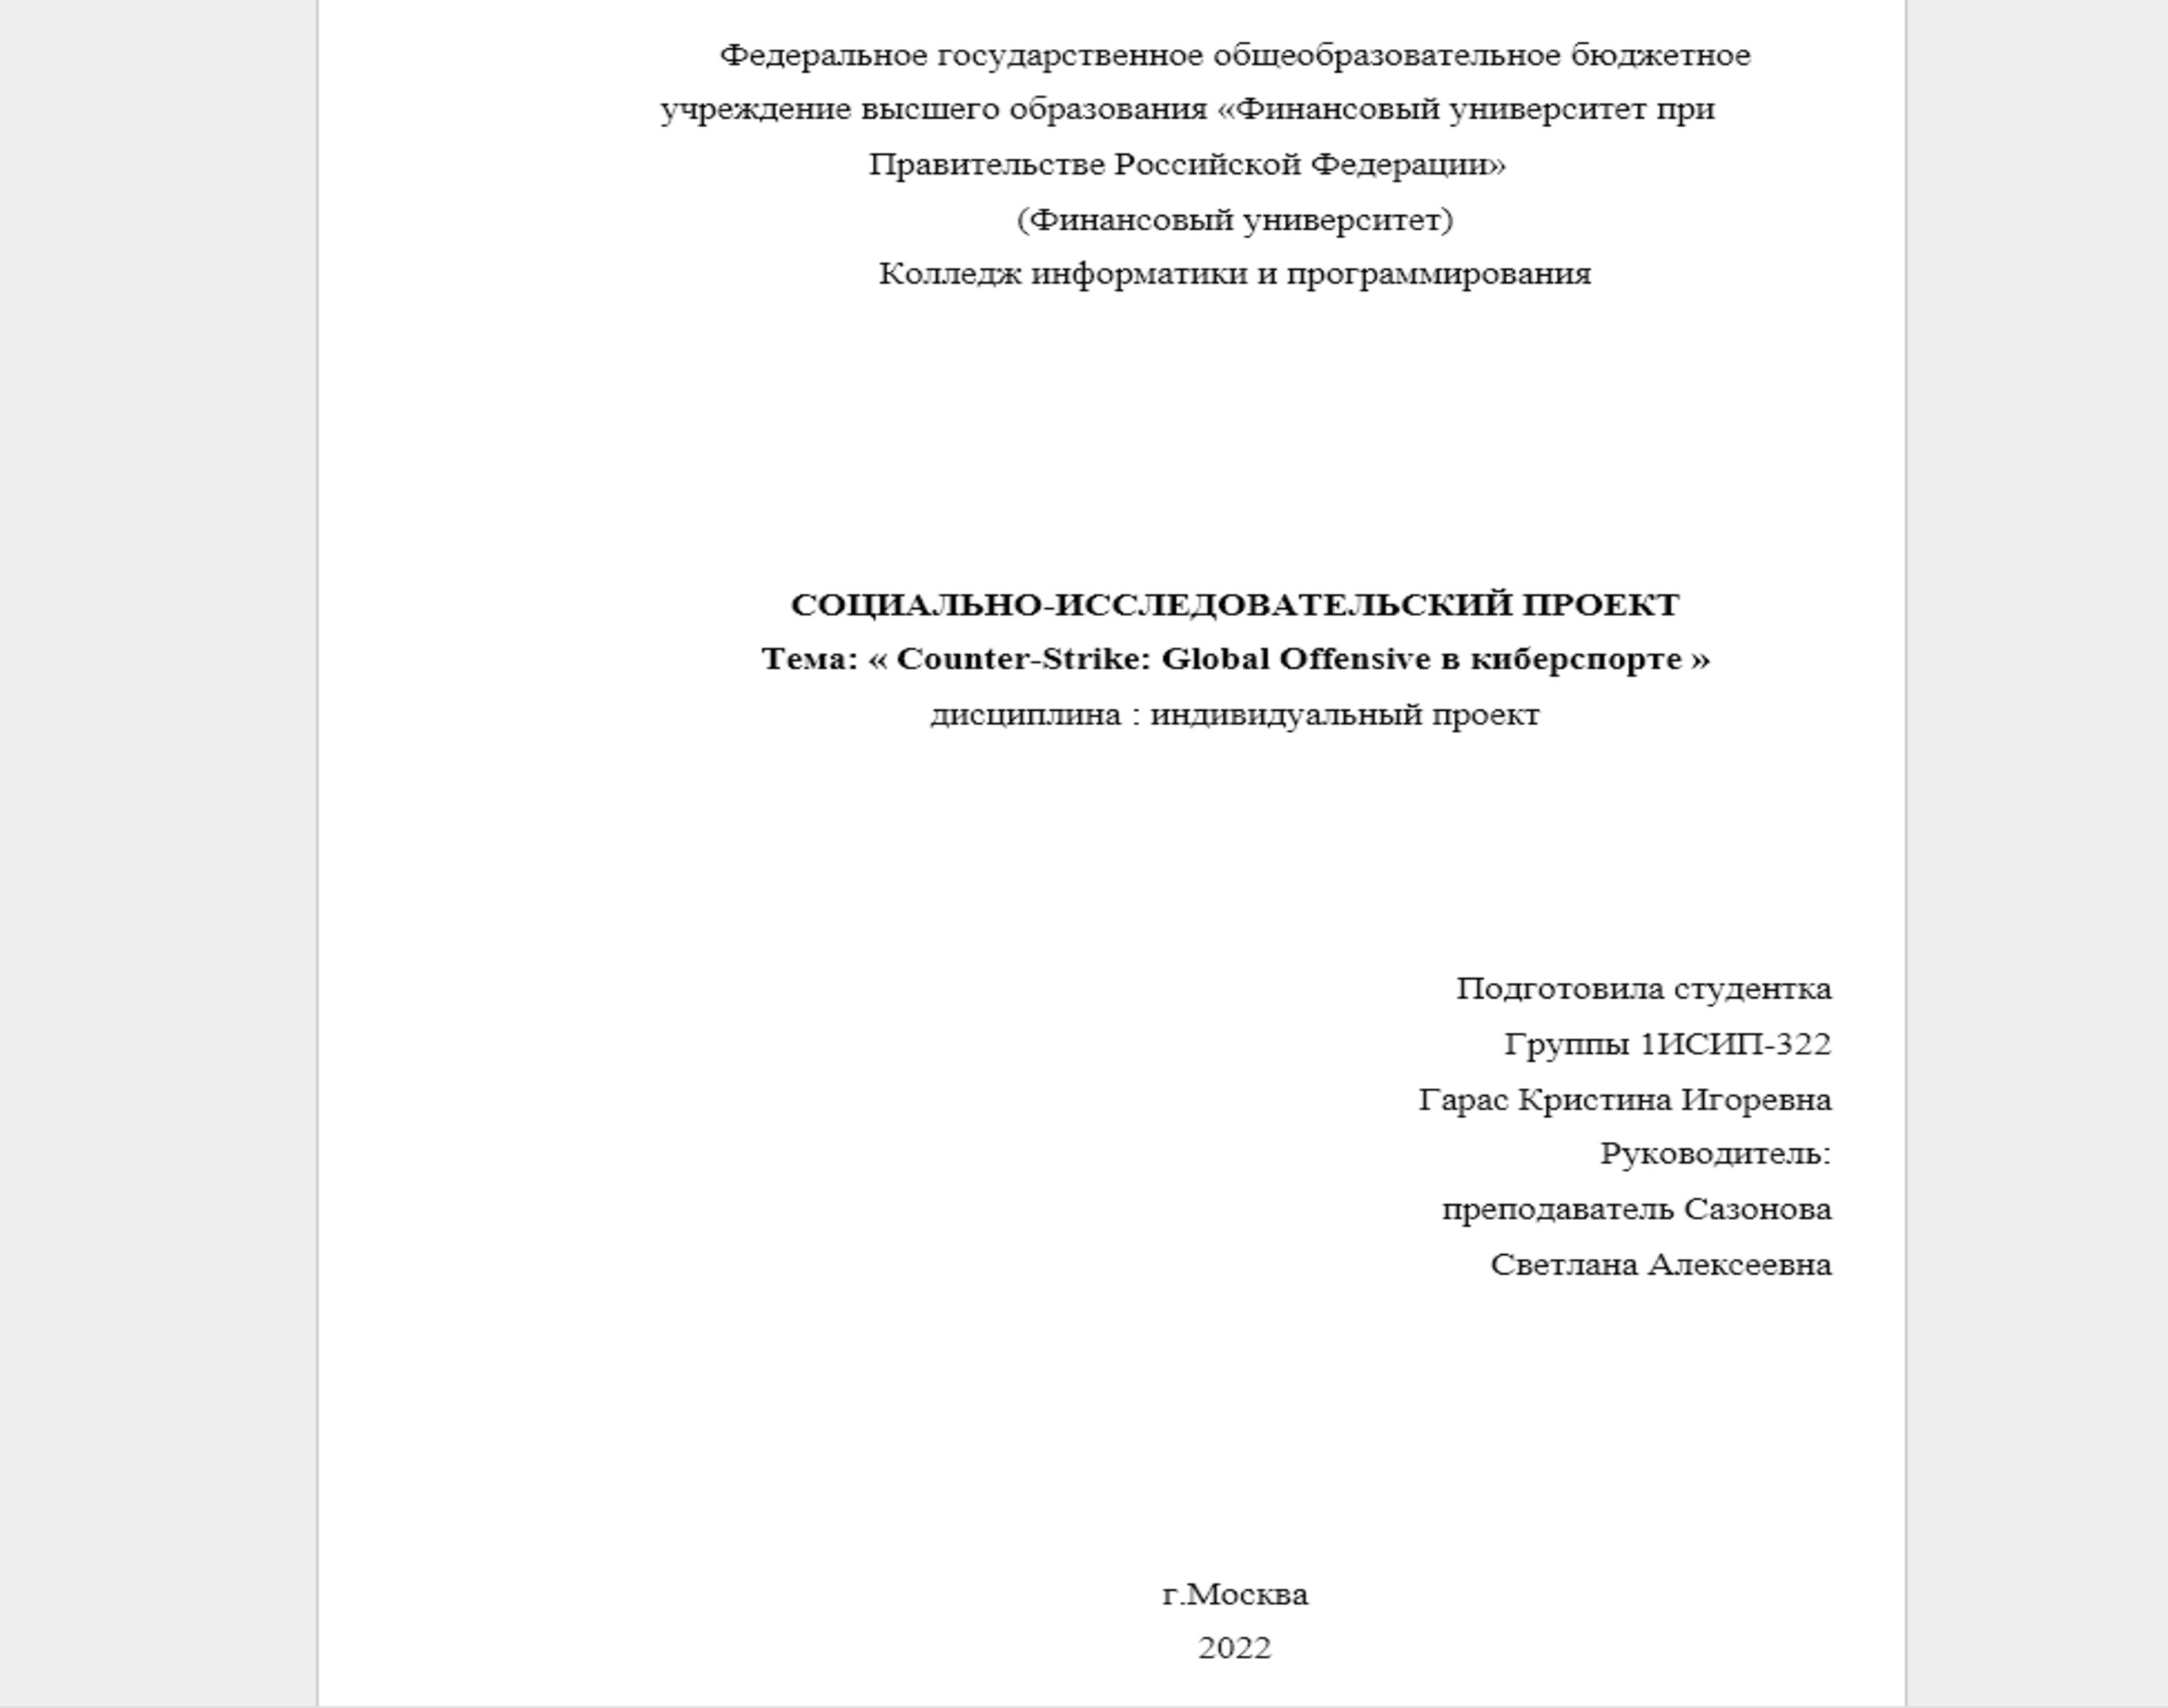 Федеральное государственное общеобразовательное бюджетное
учреждение высшего образования «Финансовый университет при
Правительстве Российской Федерации»
(Финансовый университет)
Колледж информатики и программирования
СОЦИАЛЬНО-ИССЛЕДОВАТЕЛЬСКИЙ ПРОЕКТ
Тема: « Counter-Strike: Global Offensive в киберспорте »
дисциплина : индивидуальный проект
Подготовила студентка
Группы 1ИСИП-322
Гарас Кристина Игоревна
Руководитель:
преподаватель Сазонова
Светлана Алексеевна
г.Москва
2022